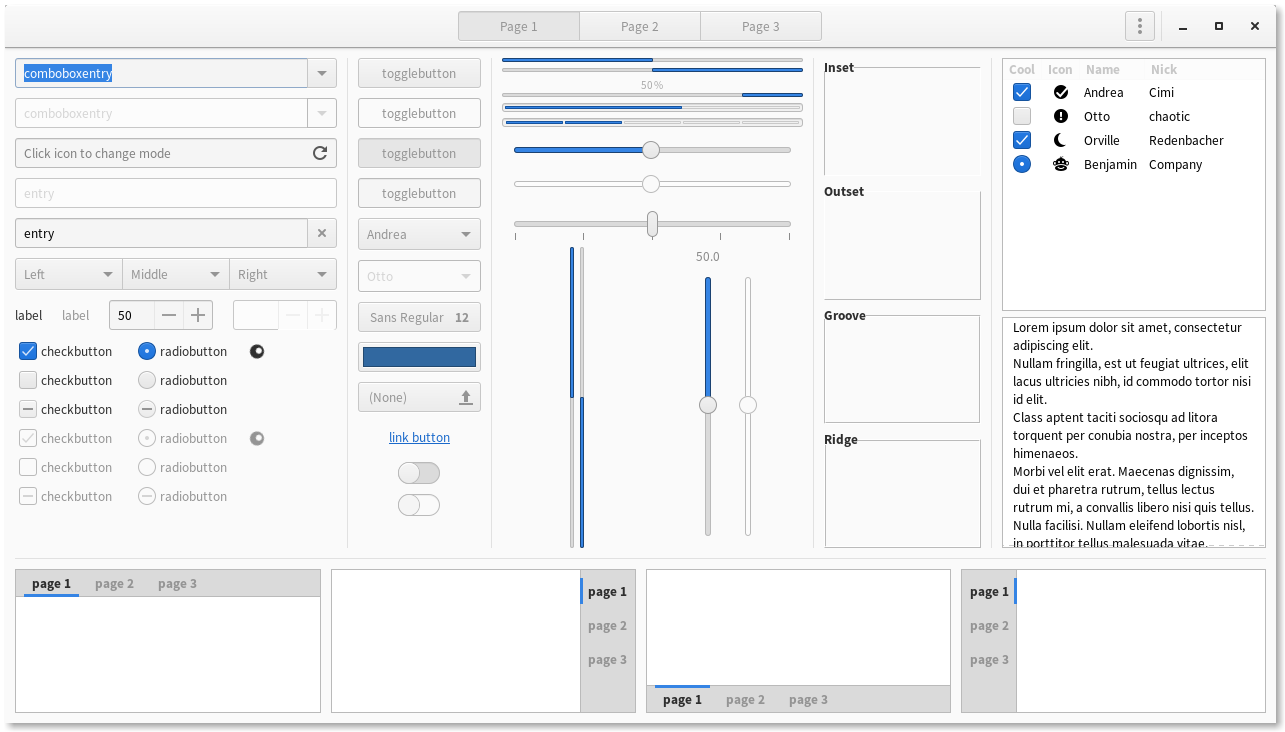 Page 1
Page 2
Page 3
comboboxentry
comboboxentry
Click icon to change mode
entry
entry
Left
Middle
Right
label
label
50
checkbutton
radiobutton
checkbutton
radiobutton
checkbutton
radiobutton
checkbutton
radiobutton
checkbutton
radiobutton
checkbutton
radiobutton
togglebutton
togglebutton
togglebutton
togglebutton
Andrea
Otto
Sans Regular 12
(None)
link button
50 %
50.0
Inset
Outset
Groove
Ridge
Cool Icon Name Nick
Andrea Cimi
Otto chaotic
Orville Redenbacher
Benjamin Company
Lorem ipsum dolor sit amet, consectetur
adipiscing elit.
Nullam fringilla, est ut feugiat ultrices, elit
lacus ultricies nibh, id commodo tortor nisi
id elit.
Class aptent taciti sociosqu ad litora
torquent per conubia nostra, per inceptos
himenaeos.
Morbi vel elit erat. Maecenas dignissim,
dui et pharetra rutrum, tellus lectus
rutrum mi, a convallis libero nisi quis tellus.
Nulla facilisi. Nullam eleifend lobortis nisl,
in porttitor tellus malesuada vitae.
page 1
page 2
page 3
page 1
page 2
page 3
page 1
page 2
page 3
page 1
page 2
page 3